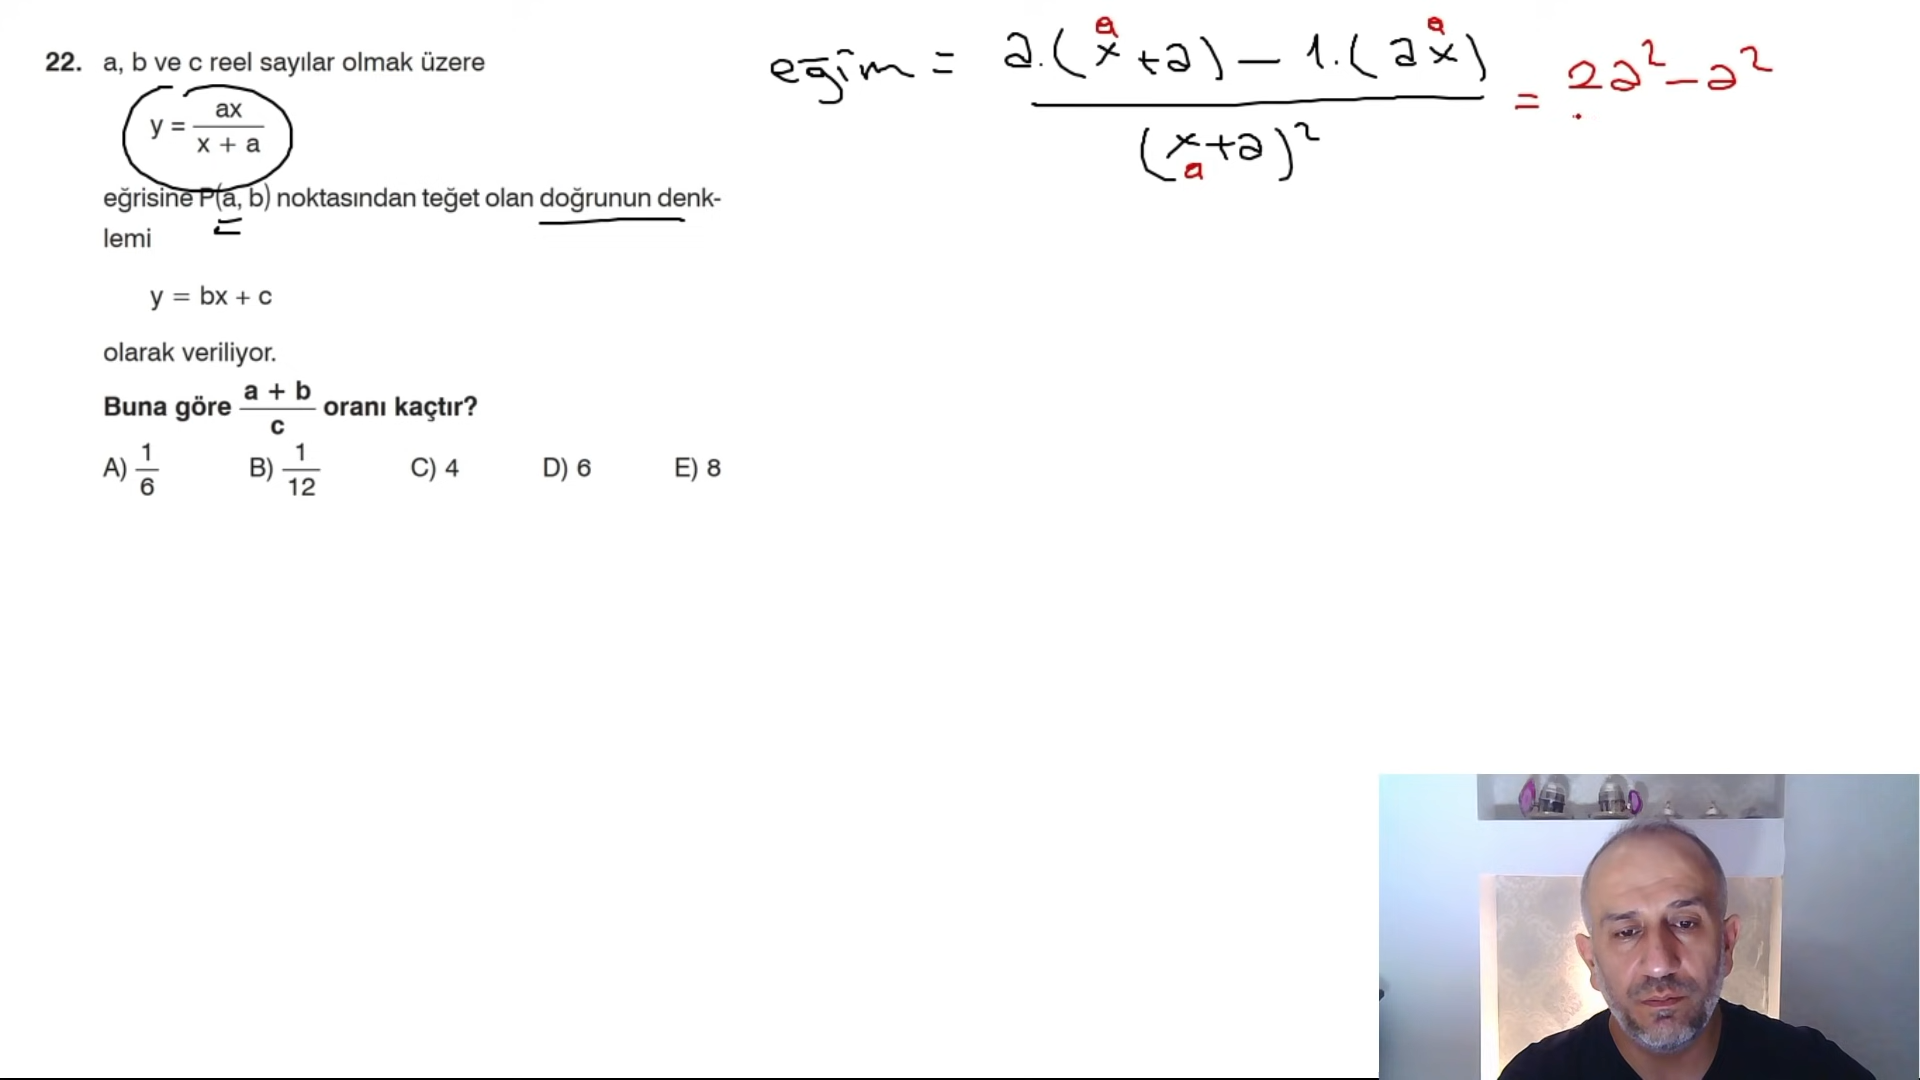 22. a, b ve c reel sayılar olmak üzere
y = ax / x + a
eğrisine P(a, b) noktasından teğet olan doğrunun denk-
lemi
y = bx + c
olarak veriliyor.
Buna göre a + b / c oranı kaçtır?
A) 1/6 B) 1/12 C) 4 D) 6 E) 8
eğim = a.(x+a) − 1.(ax) / (x+a)² = 2a² − a²
a a
a